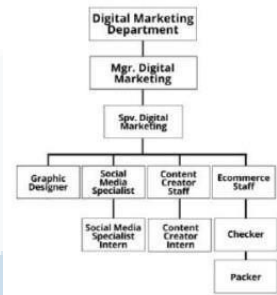 Digital Marketing
Department
Mgr. Digital
Marketing
Spv. Digital
Marketing
Graphic
Designer
Social
Media
Specialist
Content
Creator
Staff
Ecommerce
Staff
Social Media
Specialist
Intern
Content
Creator
Intern
Checker
Packer